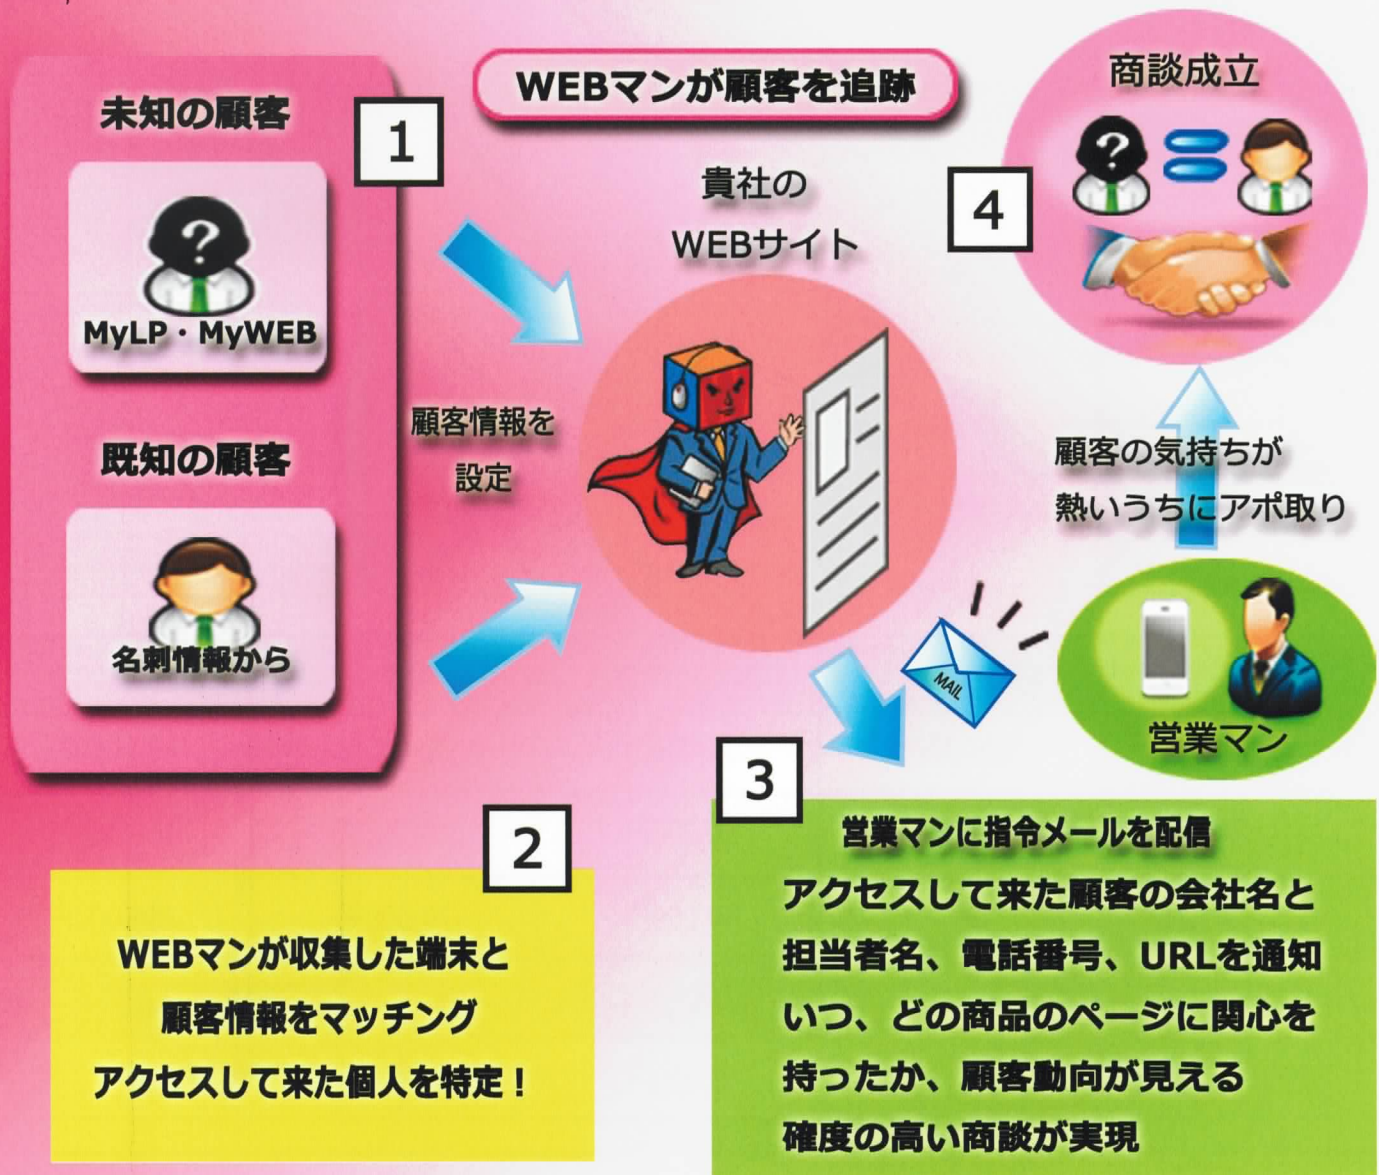 WEBマンが顧客を追跡
未知の顧客
1
MyLP・MyWEB
既知の顧客
名刺情報から
顧客情報を
設定
貴社の
WEBサイト
2
WEBマンが収集した端末と
顧客情報をマッチング
アクセスして来た個人を特定！
MAIL
3
営業マンに指令メールを配信
アクセスして来た顧客の会社名と
担当者名、電話番号、URLを通知
いつ、どの商品のページに関心を
持ったか、顧客動向が見える
確度の高い商談が実現
営業マン
顧客の気持ちが
熱いうちにアポ取り
4
商談成立
?
?